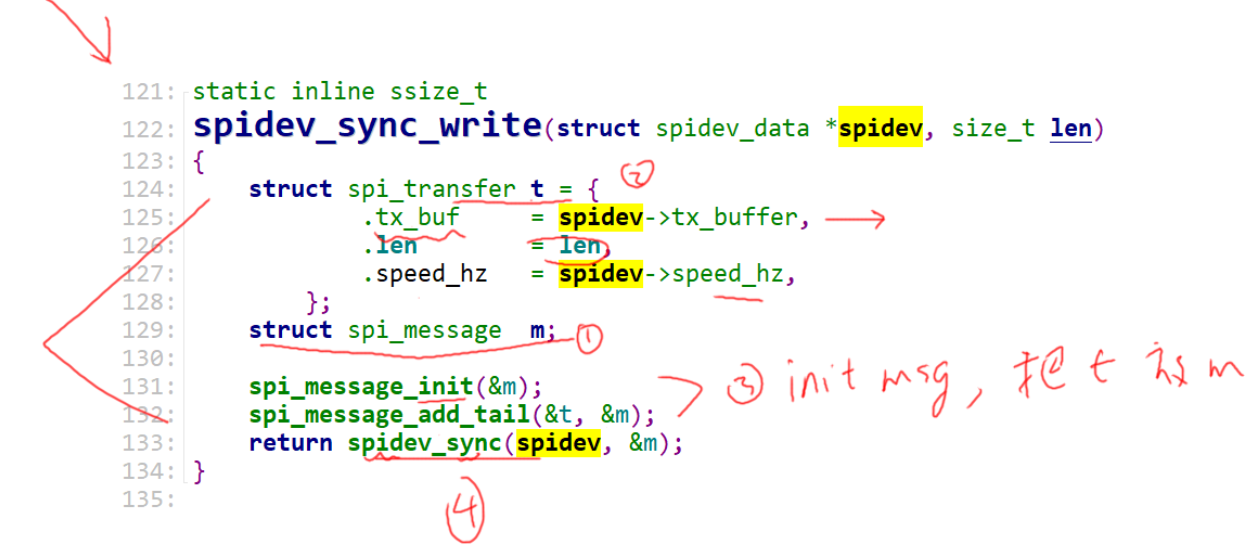 121: static inline ssize_t
122: spidev_sync_write(struct spidev_data *spidev, size_t len)
123: {
124: struct spi_transfer t = { ②
125: .tx_buf = spidev->tx_buffer,
126: .len = len,
127: .speed_hz = spidev->speed_hz,
128: };
129: struct spi_message m; ①
130:
131: spi_message_init(&m);
③ init msg, 把 t 放 m
132: spi_message_add_tail(&t, &m);
133: return spidev_sync(spidev, &m);
134: }
135:
④